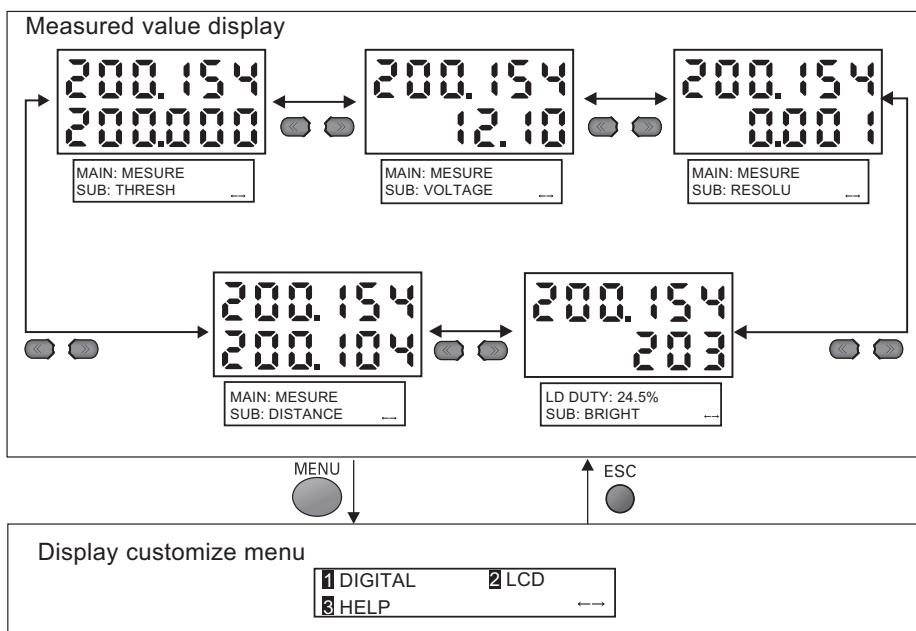 Measured value display
200.154
200.000
MAIN: MESURE
SUB: THRESH ←→
200.154
12.10
MAIN: MESURE
SUB: VOLTAGE ←→
200.154
0.001
MAIN: MESURE
SUB: RESOLU ←→
200.154
200.104
MAIN: MESURE
SUB: DISTANCE ←→
200.154
203
LD DUTY: 24.5%
SUB: BRIGHT ←→
MENU
ESC
Display customize menu
1 DIGITAL 2 LCD
3 HELP ←→